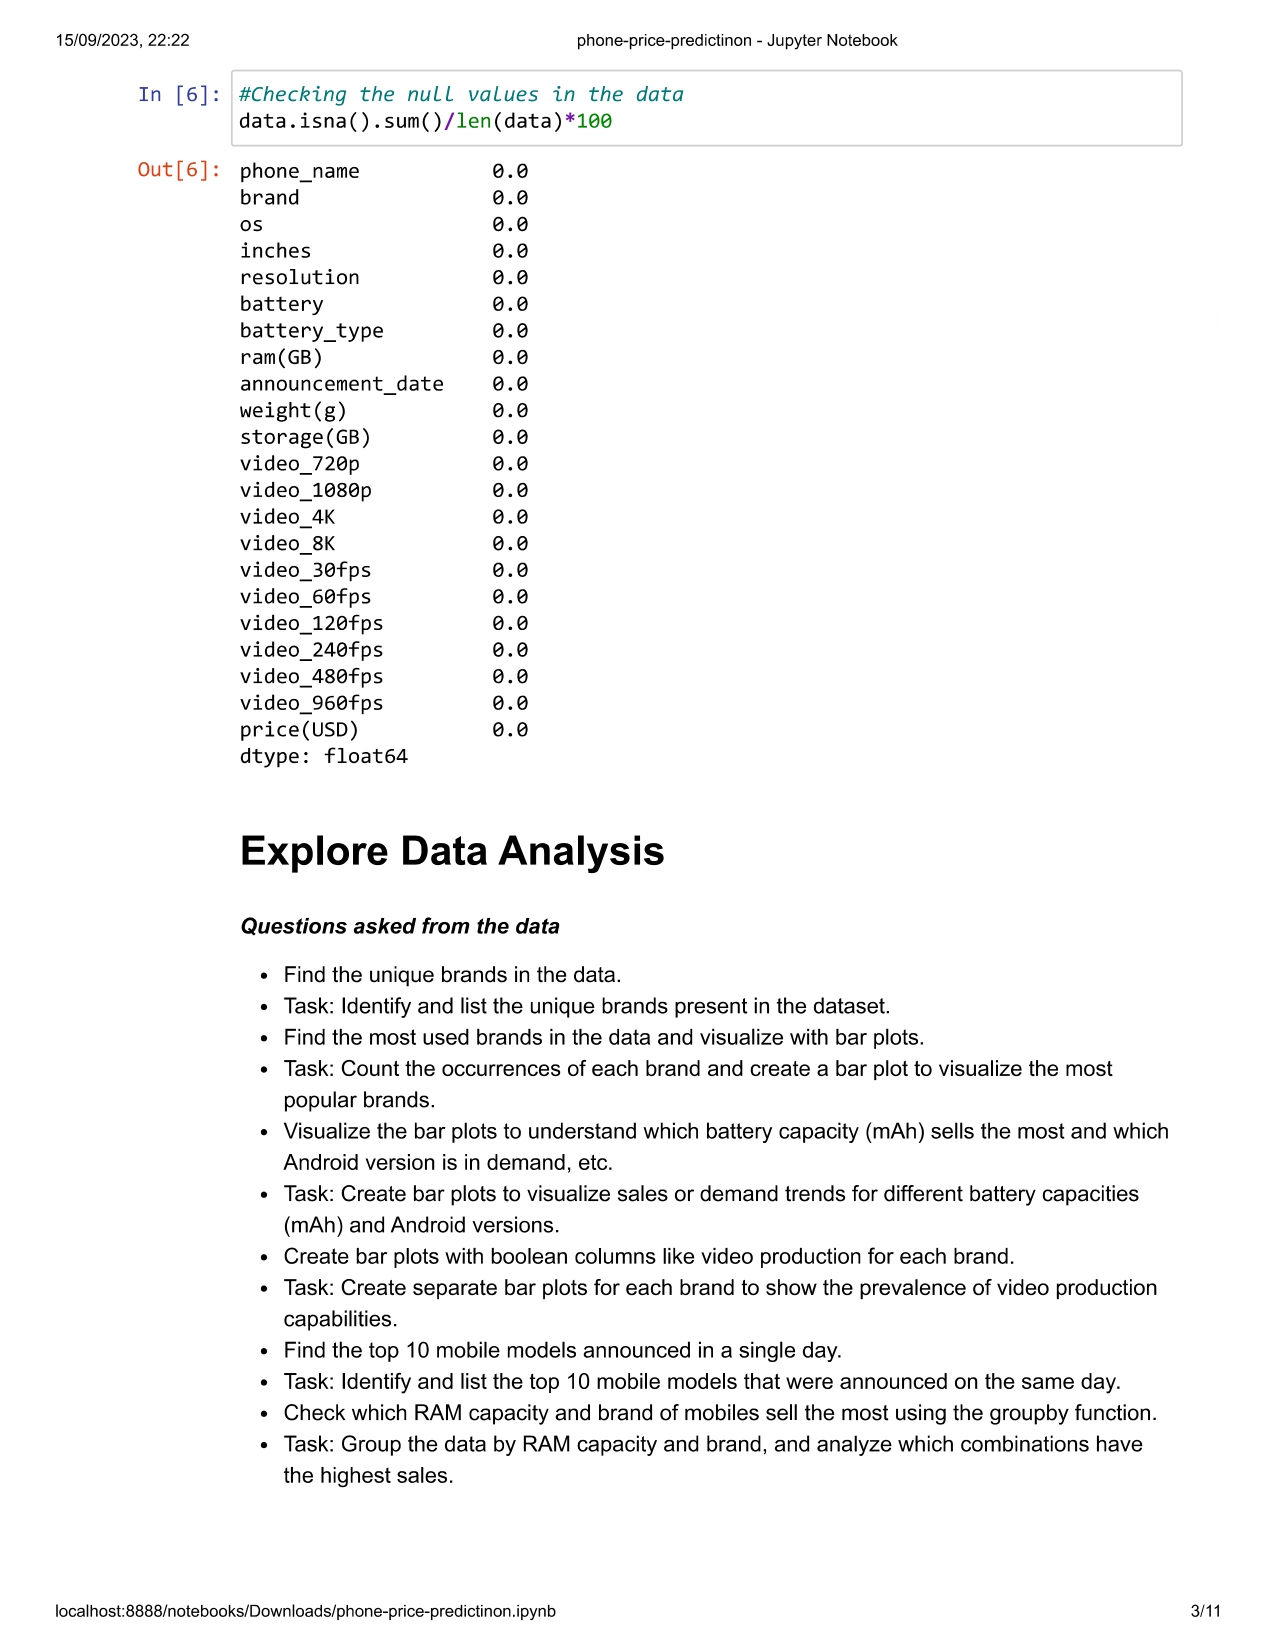 15/09/2023, 22:22 phone-price-predictinon - Jupyter Notebook
In [6]: #Checking the null values in the data
data.isna().sum()/len(data)*100
Out[6]: phone_name 0.0
brand 0.0
os 0.0
inches 0.0
resolution 0.0
battery 0.0
battery_type 0.0
ram(GB) 0.0
announcement_date 0.0
weight(g) 0.0
storage(GB) 0.0
video_720p 0.0
video_1080p 0.0
video_4K 0.0
video_8K 0.0
video_30fps 0.0
video_60fps 0.0
video_120fps 0.0
video_240fps 0.0
video_480fps 0.0
video_960fps 0.0
price(USD) 0.0
dtype: float64
Explore Data Analysis
Questions asked from the data
• Find the unique brands in the data.
• Task: Identify and list the unique brands present in the dataset.
• Find the most used brands in the data and visualize with bar plots.
• Task: Count the occurrences of each brand and create a bar plot to visualize the most
popular brands.
• Visualize the bar plots to understand which battery capacity (mAh) sells the most and which
Android version is in demand, etc.
• Task: Create bar plots to visualize sales or demand trends for different battery capacities
(mAh) and Android versions.
• Create bar plots with boolean columns like video production for each brand.
• Task: Create separate bar plots for each brand to show the prevalence of video production
capabilities.
• Find the top 10 mobile models announced in a single day.
• Task: Identify and list the top 10 mobile models that were announced on the same day.
• Check which RAM capacity and brand of mobiles sell the most using the groupby function.
• Task: Group the data by RAM capacity and brand, and analyze which combinations have
the highest sales.
localhost:8888/notebooks/Downloads/phone-price-predictinon.ipynb 3/11